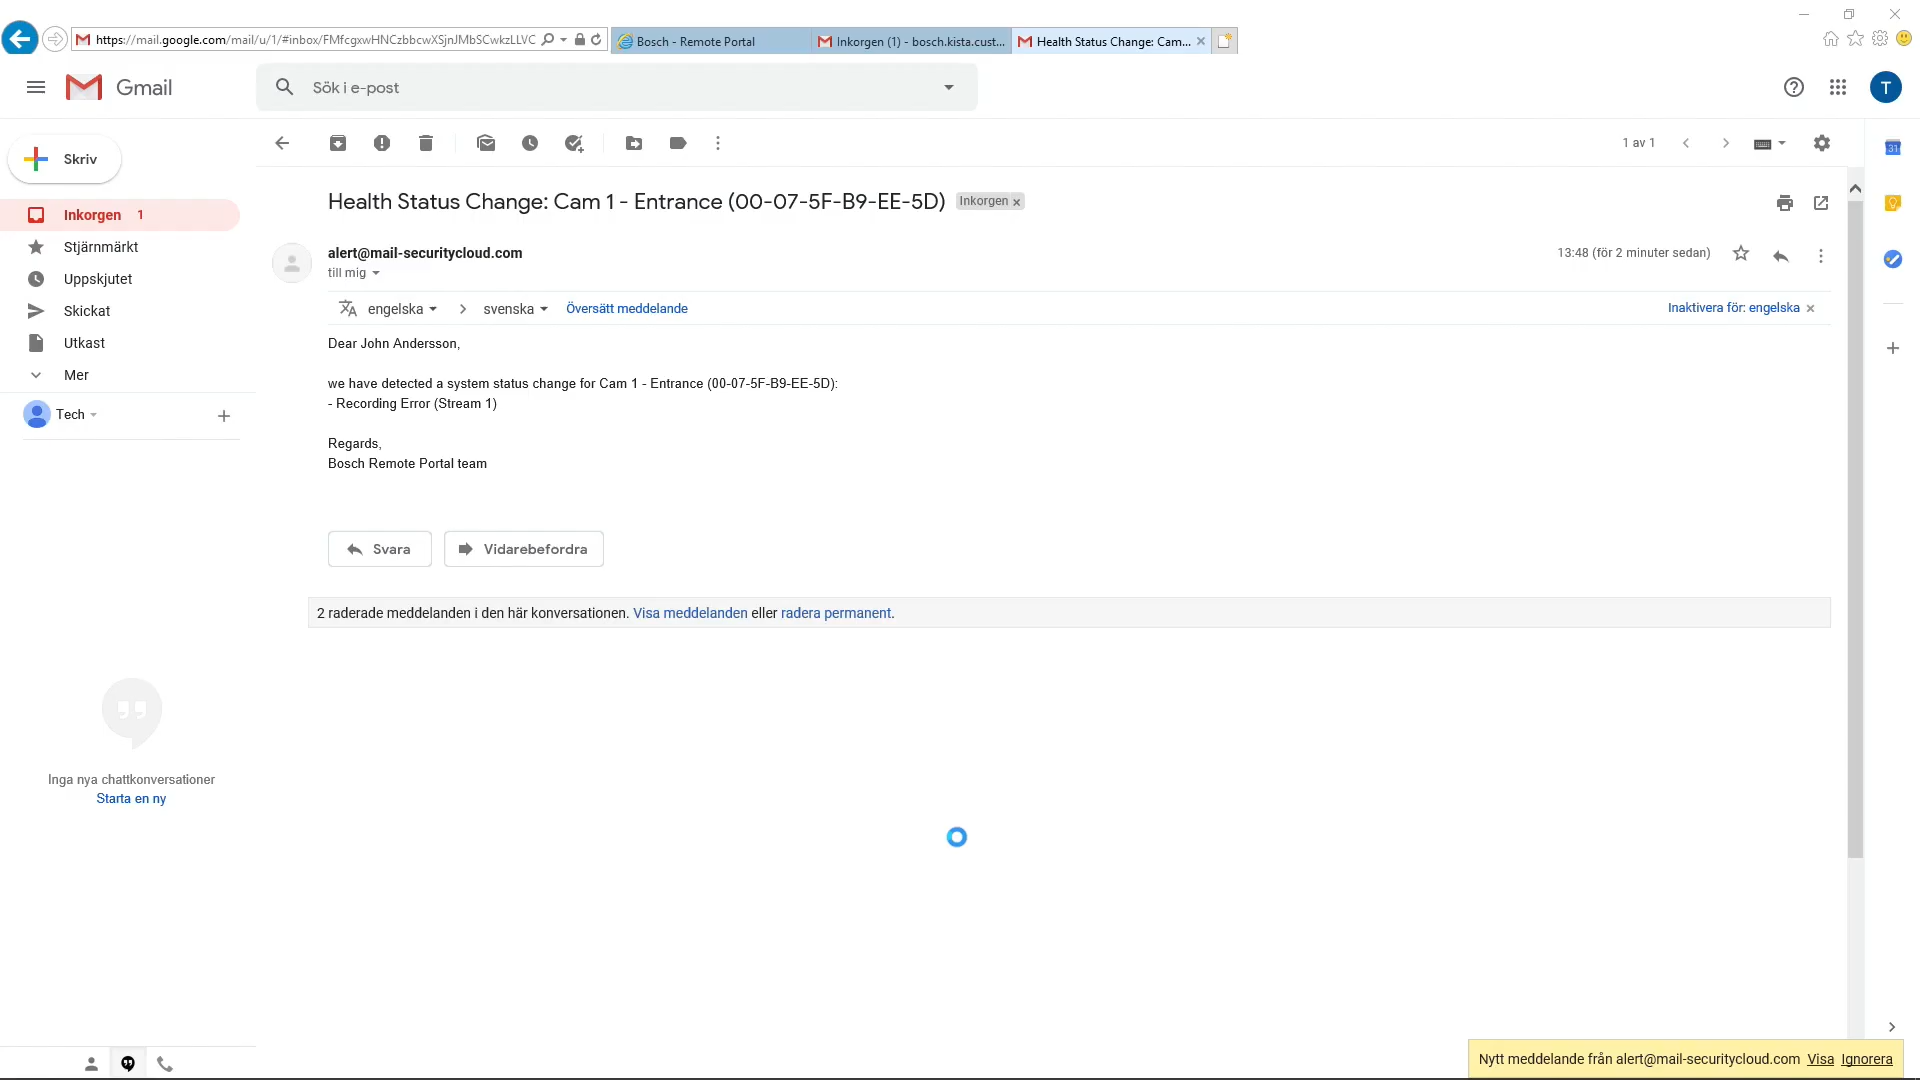 https://mail.google.com/mail/u/1/#inbox/FMfcgxwHNCzbbcwXSjnJMbSCwkzLLVC
Bosch - Remote Portal
Inkorgen (1) - bosch.kista.cust...
Health Status Change: Cam...
Gmail
Sök i e-post
T
Skriv
1 av 1
31
Inkorgen 1
Stjärnmärkt
Uppskjutet
Skickat
Utkast
Mer
Tech
Health Status Change: Cam 1 - Entrance (00-07-5F-B9-EE-5D) Inkorgen
alert@mail-securitycloud.com
till mig
13:48 (för 2 minuter sedan)
engelska
svenska
Översätt meddelande
Inaktivera för: engelska
Dear John Andersson,
we have detected a system status change for Cam 1 - Entrance (00-07-5F-B9-EE-5D):
- Recording Error (Stream 1)
Regards,
Bosch Remote Portal team
Svara
Vidarebefordra
2 raderade meddelanden i den här konversationen. Visa meddelanden eller radera permanent.
Inga nya chattkonversationer
Starta en ny
Nytt meddelande från alert@mail-securitycloud.com Visa Ignorera